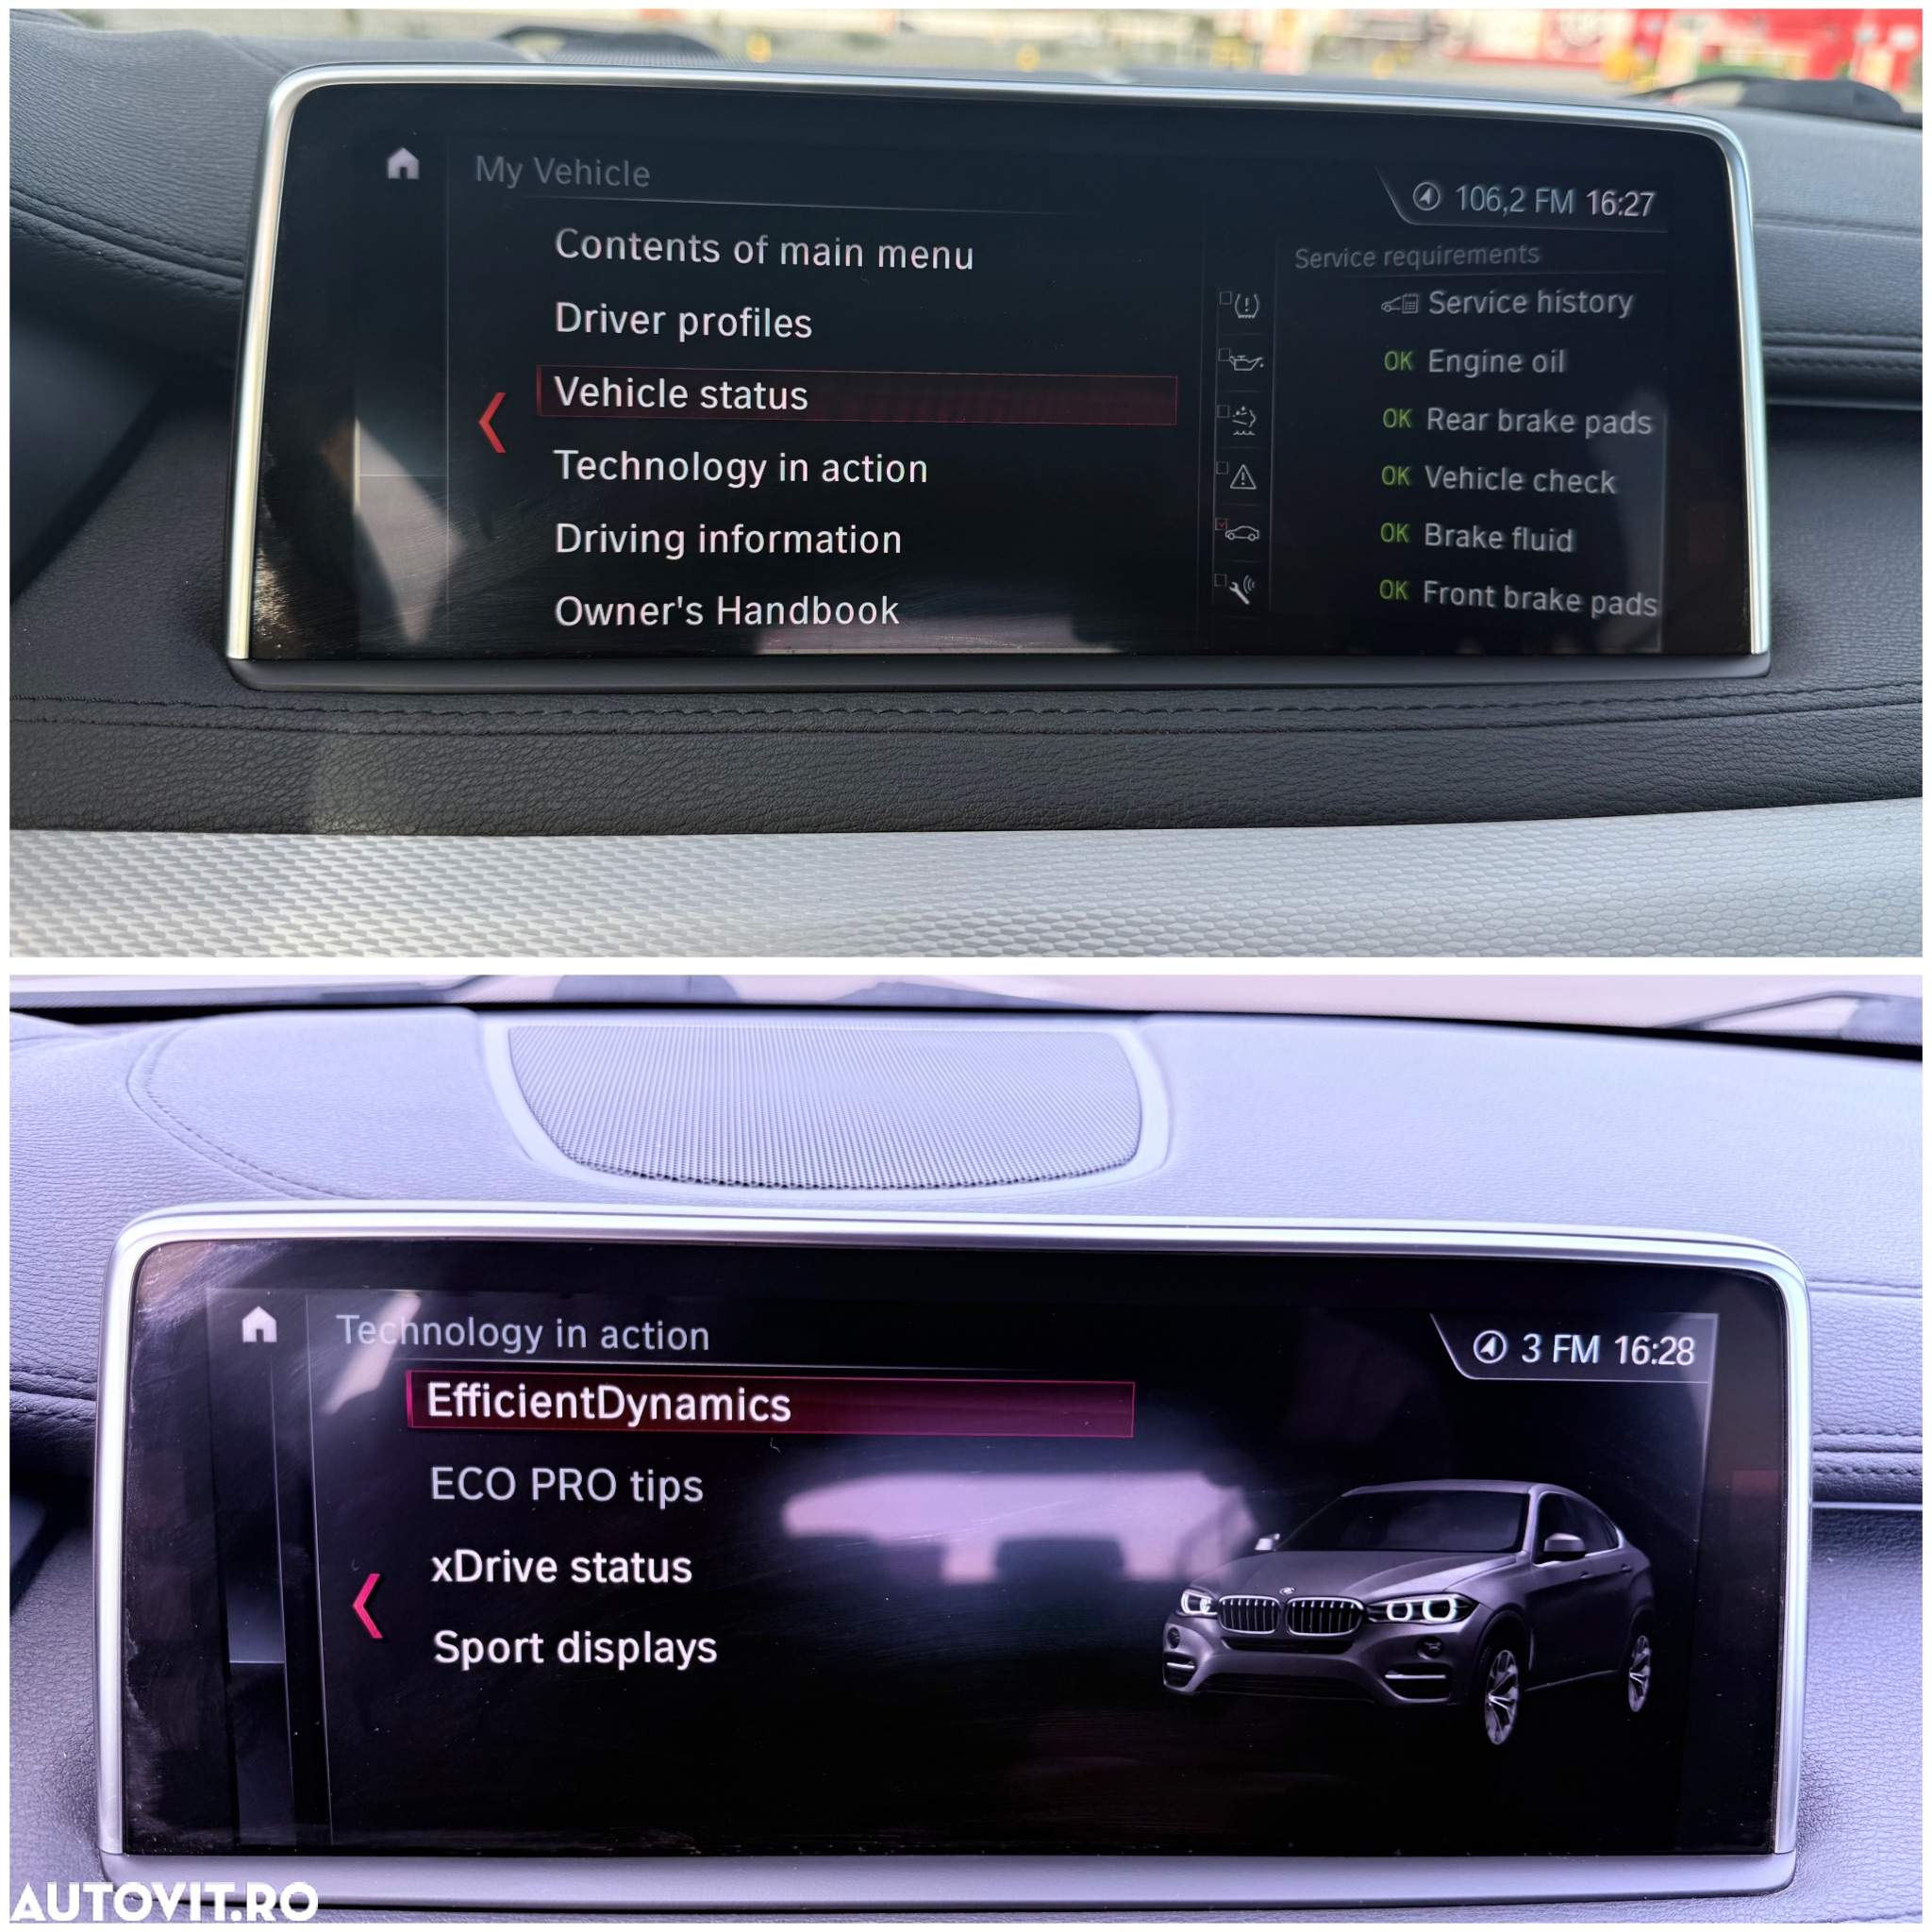 My Vehicle
106,2 FM 16:27
Contents of main menu
Driver profiles
Vehicle status
Technology in action
Driving information
Owner's Handbook
Service requirements
Service history
OK Engine oil
OK Rear brake pads
OK Vehicle check
OK Brake fluid
OK Front brake pads
Technology in action
3 FM 16:28
EfficientDynamics
ECO PRO tips
xDrive status
Sport displays
AUTOVIT.RO